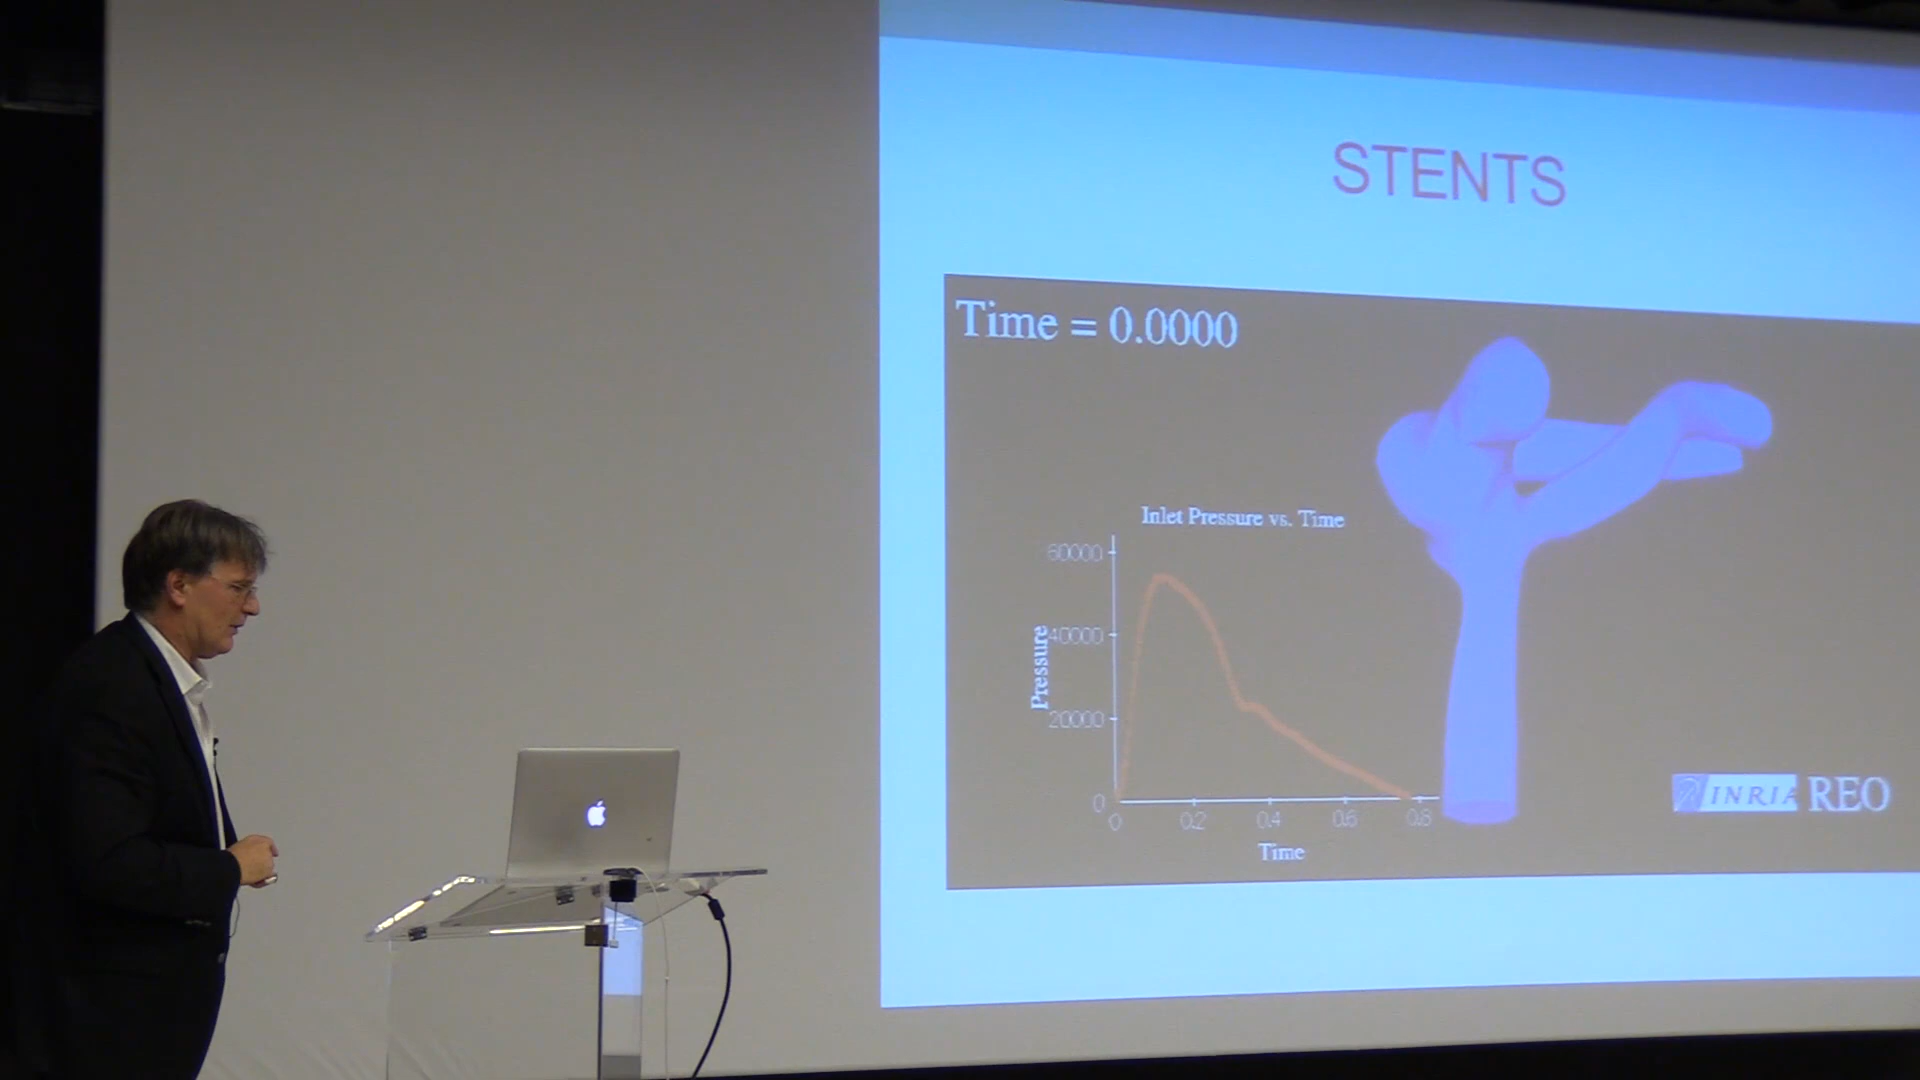 STENTS
Time = 0.0000
Inlet Pressure vs. Time
60000
40000
20000
0
Pressure
0 0.2 0.4 0.6 0.8
Time
INRIA REO